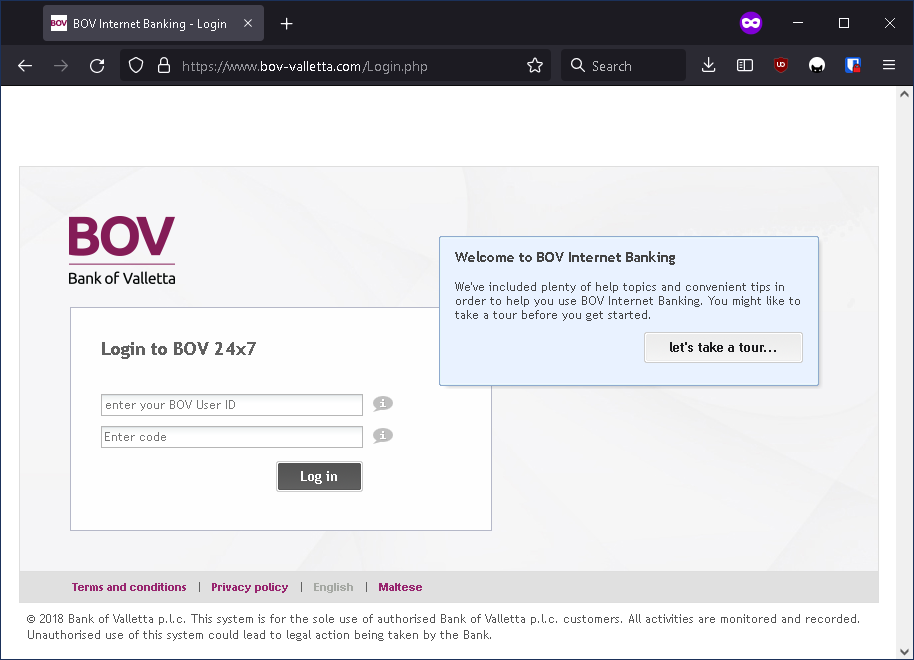 BOV BOV Internet Banking - Login
https://www.bov-valletta.com/Login.php
Search
BOV
Bank of Valletta
Welcome to BOV Internet Banking
We've included plenty of help topics and convenient tips in
order to help you use BOV Internet Banking. You might like to
take a tour before you get started.
let's take a tour...
Login to BOV 24x7
enter your BOV User ID
Enter code
Log in
Terms and conditions | Privacy policy | English | Maltese
© 2018 Bank of Valletta p.l.c. This system is for the sole use of authorised Bank of Valletta p.l.c. customers. All activities are monitored and recorded.
Unauthorised use of this system could lead to legal action being taken by the Bank.